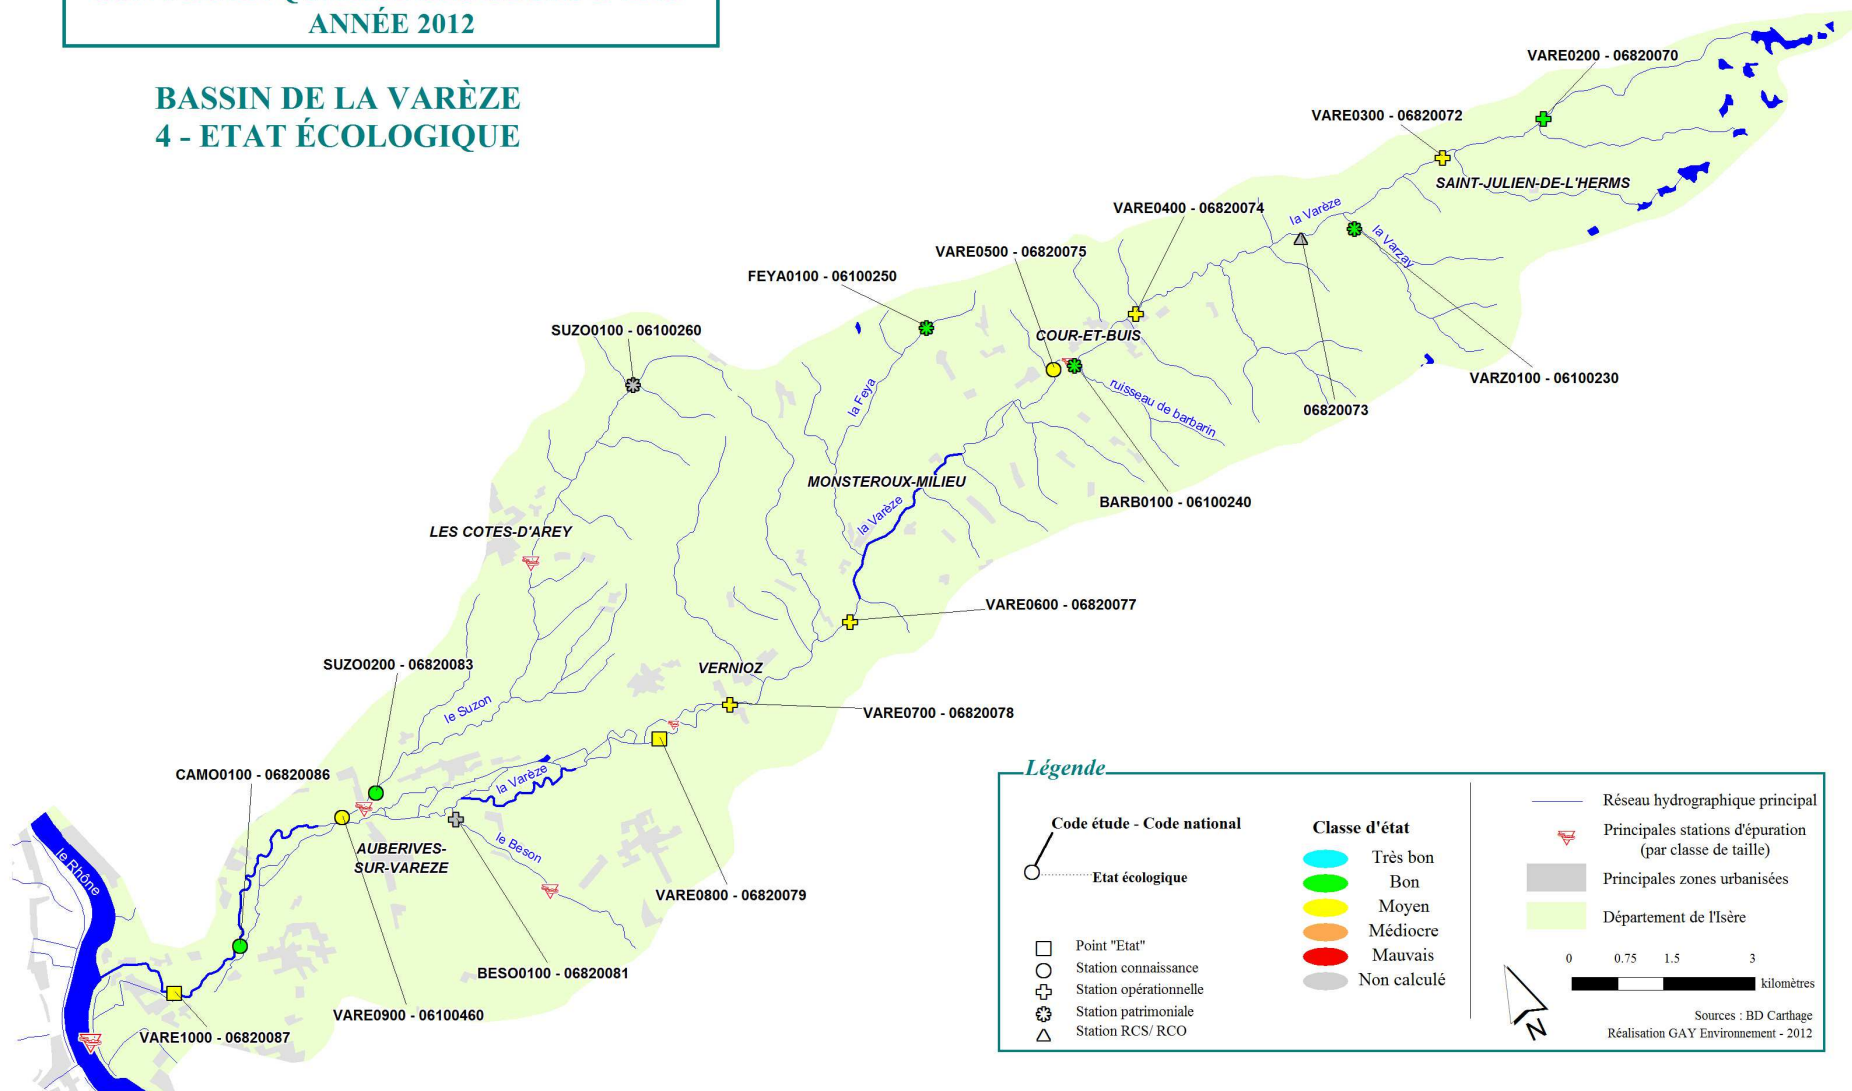 ANNÉE 2012
BASSIN DE LA VARÈZE
4 - ETAT ÉCOLOGIQUE
VARE0200 - 06820070
VARE0300 - 06820072
SAINT-JULIEN-DE-L'HERMS
VARE0400 - 06820074
la Varèze
la Varzay
VARE0500 - 06820075
FEYA0100 - 06100250
SUZO0100 - 06100260
COUR-ET-BUIS
VARZ0100 - 06100230
la Feya
ruisseau de barbarin
06820073
MONSTEROUX-MILIEU
BARB0100 - 06100240
la Varèze
LES COTES-D'AREY
VARE0600 - 06820077
SUZO0200 - 06820083
VERNIOZ
le Suzon
VARE0700 - 06820078
CAMO0100 - 06820086
la Varèze
AUBERIVES-
SUR-VAREZE
le Beson
le Rhône
VARE0800 - 06820079
BESO0100 - 06820081
VARE0900 - 06100460
VARE1000 - 06820087
Légende
Code étude - Code national
Etat écologique
Point "Etat"
Station connaissance
Station opérationnelle
Station patrimoniale
Station RCS/ RCO
Classe d'état
Très bon
Bon
Moyen
Médiocre
Mauvais
Non calculé
Réseau hydrographique principal
Principales stations d'épuration
(par classe de taille)
Principales zones urbanisées
Département de l'Isère
0 0.75 1.5 3
kilomètres
N
Sources : BD Carthage
Réalisation GAY Environnement - 2012